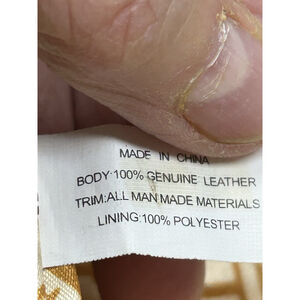 MADE IN CHINA
BODY:100% GENUINE LEATHER
TRIM:ALL MAN MADE MATERIALS
LINING:100% POLYESTER